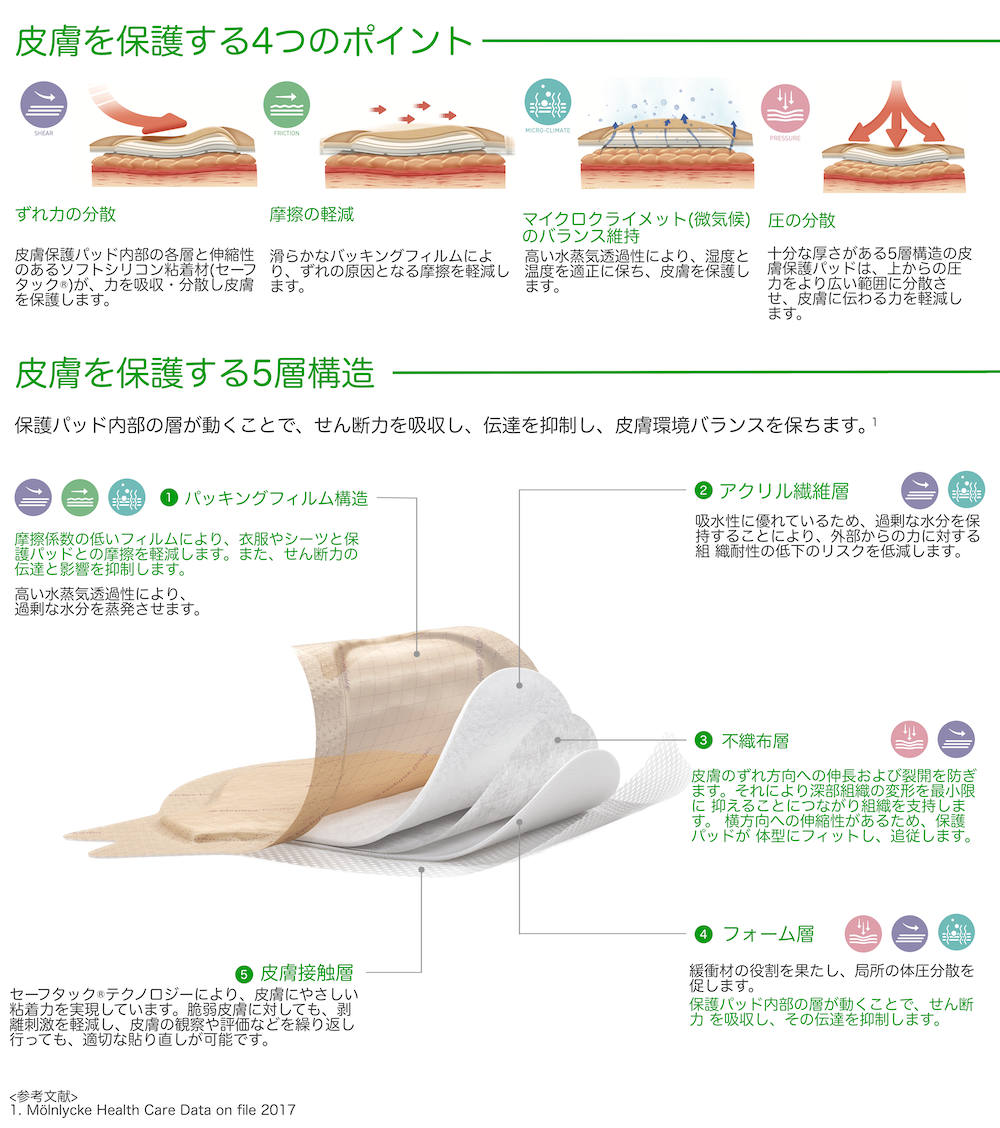 皮膚を保護する4つのポイント
SHEAR
FRICTION
MICRO-CLIMATE
PRESSURE
ずれ力の分散
皮膚保護パッド内部の各層と伸縮性
のあるソフトシリコン粘着材(セーフ
タック®)が、力を吸収・分散し皮膚
を保護します。
摩擦の軽減
滑らかなバッキングフィルムによ
り、ずれの原因となる摩擦を軽減し
ます。
マイクロクライメット(微気候)
のバランス維持
高い水蒸気透過性により、湿度と
温度を適正に保ち、皮膚を保護し
ます。
圧の分散
十分な厚さがある5層構造の皮
膚保護パッドは、上からの圧
力をより広い範囲に分散さ
せ、皮膚に伝わる力を軽減し
ます。
皮膚を保護する5層構造
保護パッド内部の層が動くことで、せん断力を吸収し、伝達を抑制し、皮膚環境バランスを保ちます。1
1 パッキングフィルム構造
摩擦係数の低いフィルムにより、衣服やシーツと保
護パッドとの摩擦を軽減します。また、せん断力の
伝達と影響を抑制します。
高い水蒸気透過性により、
過剰な水分を蒸発させます。
2 アクリル繊維層
吸水性に優れているため、過剰な水分を保
持することにより、外部からの力に対する
組 織耐性の低下のリスクを低減します。
3 不織布層
皮膚のずれ方向への伸長および裂開を防ぎ
ます。それにより深部組織の変形を最小限
に 抑えることにつながり組織を支持しま
す。 横方向への伸縮性があるため、保護
パッドが 体型にフィットし、追従します。
4 フォーム層
緩衝材の役割を果たし、局所の体圧分散を
促します。
保護パッド内部の層が動くことで、せん断
力 を吸収し、その伝達を抑制します。
5 皮膚接触層
セーフタック®テクノロジーにより、皮膚にやさしい
粘着力を実現しています。脆弱皮膚に対しても、剥
離刺激を軽減し、皮膚の観察や評価などを繰り返し
行っても、適切な貼り直しが可能です。
<参考文献>
1. Mölnlycke Health Care Data on file 2017